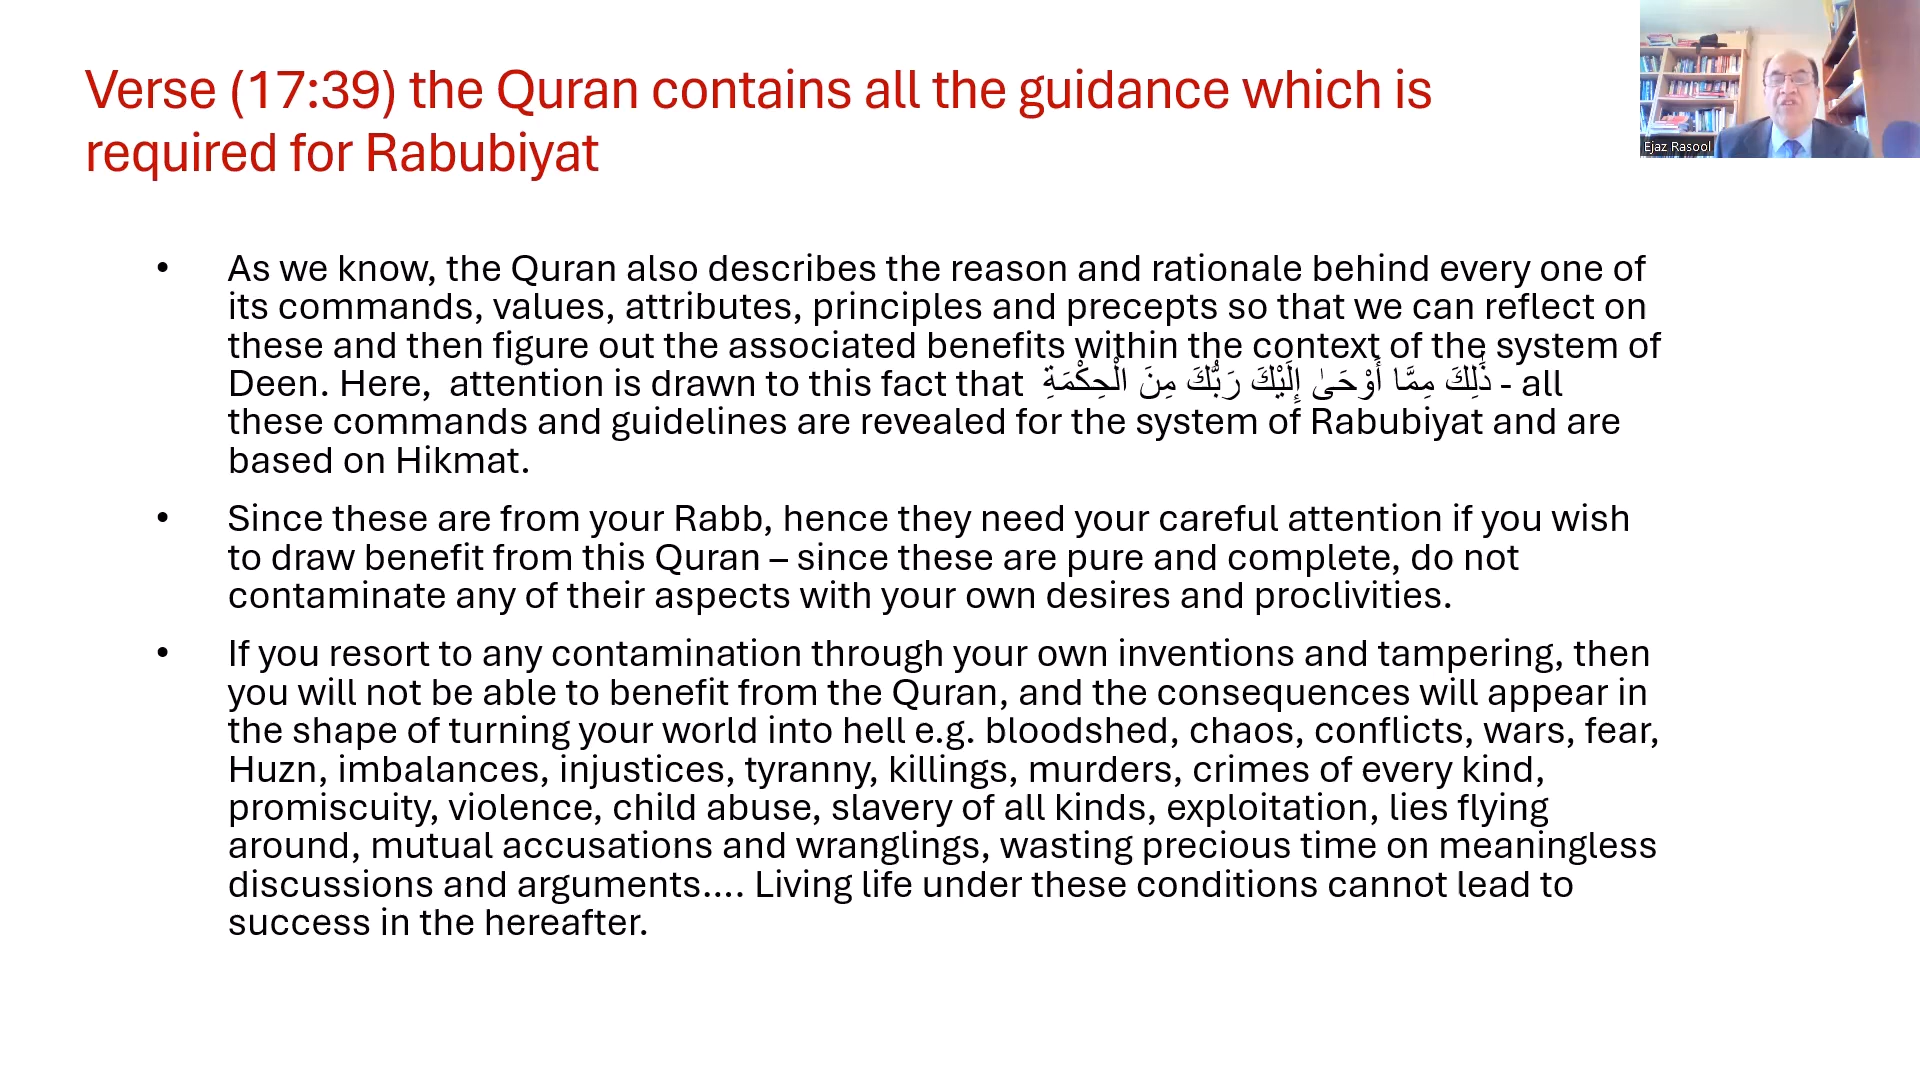 Verse (17:39) the Quran contains all the guidance which is
required for Rabubiyat
Ejaz Rasool
• As we know, the Quran also describes the reason and rationale behind every one of
its commands, values, attributes, principles and precepts so that we can reflect on
these and then figure out the associated benefits within the context of the system of
Deen. Here,  attention is drawn to this fact that ذَٰلِكَ مِمَّا أَوْحَىٰ إِلَيْكَ رَبُّكَ مِنَ الْحِكْمَةِ - all
these commands and guidelines are revealed for the system of Rabubiyat and are
based on Hikmat.
• Since these are from your Rabb, hence they need your careful attention if you wish
to draw benefit from this Quran – since these are pure and complete, do not
contaminate any of their aspects with your own desires and proclivities.
• If you resort to any contamination through your own inventions and tampering, then
you will not be able to benefit from the Quran, and the consequences will appear in
the shape of turning your world into hell e.g. bloodshed, chaos, conflicts, wars, fear,
Huzn, imbalances, injustices, tyranny, killings, murders, crimes of every kind,
promiscuity, violence, child abuse, slavery of all kinds, exploitation, lies flying
around, mutual accusations and wranglings, wasting precious time on meaningless
discussions and arguments…. Living life under these conditions cannot lead to
success in the hereafter.